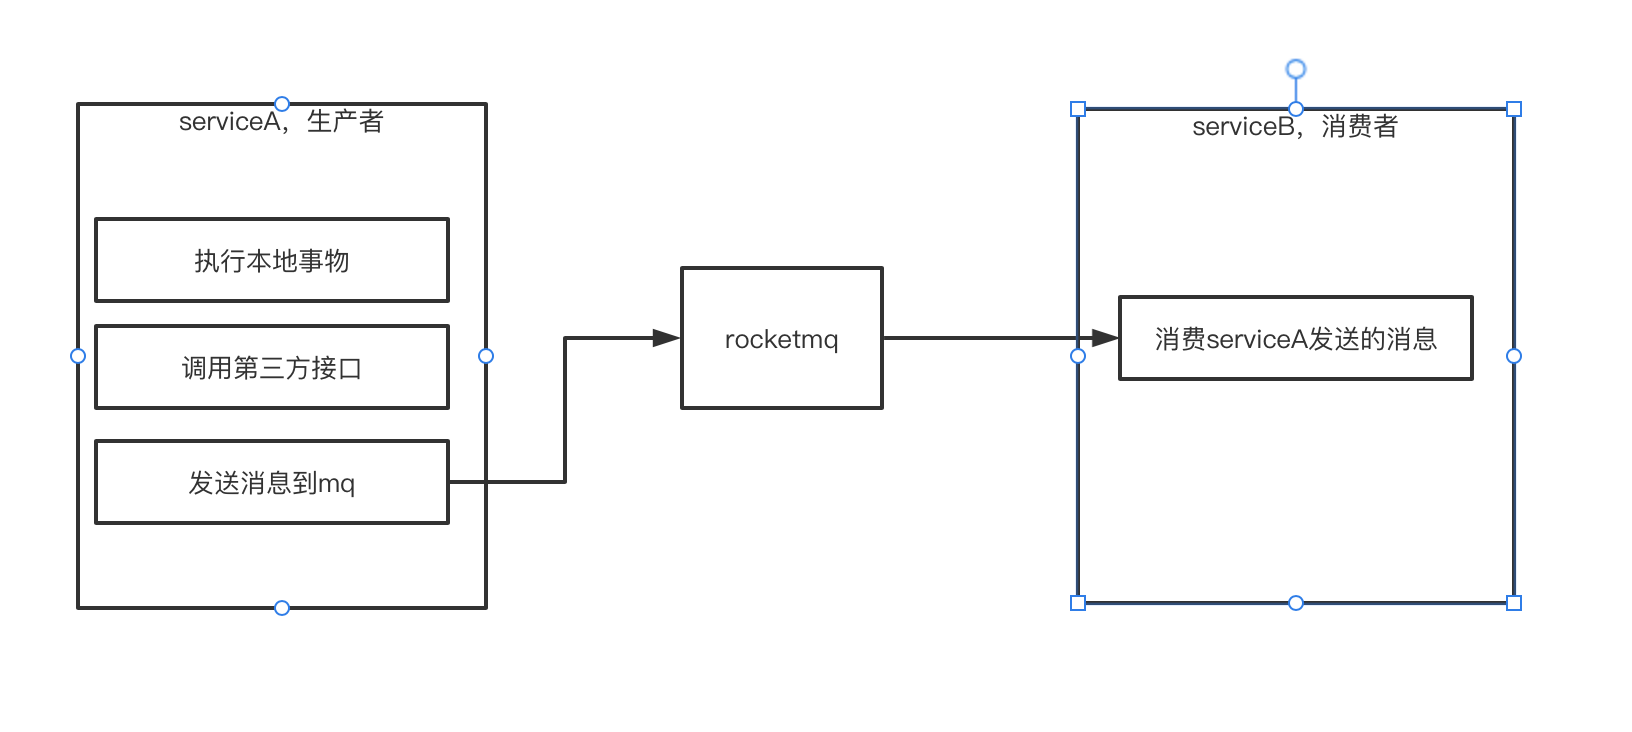 serviceA，生产者
执行本地事物
调用第三方接口
发送消息到mq
rocketmq
serviceB，消费者
消费serviceA发送的消息